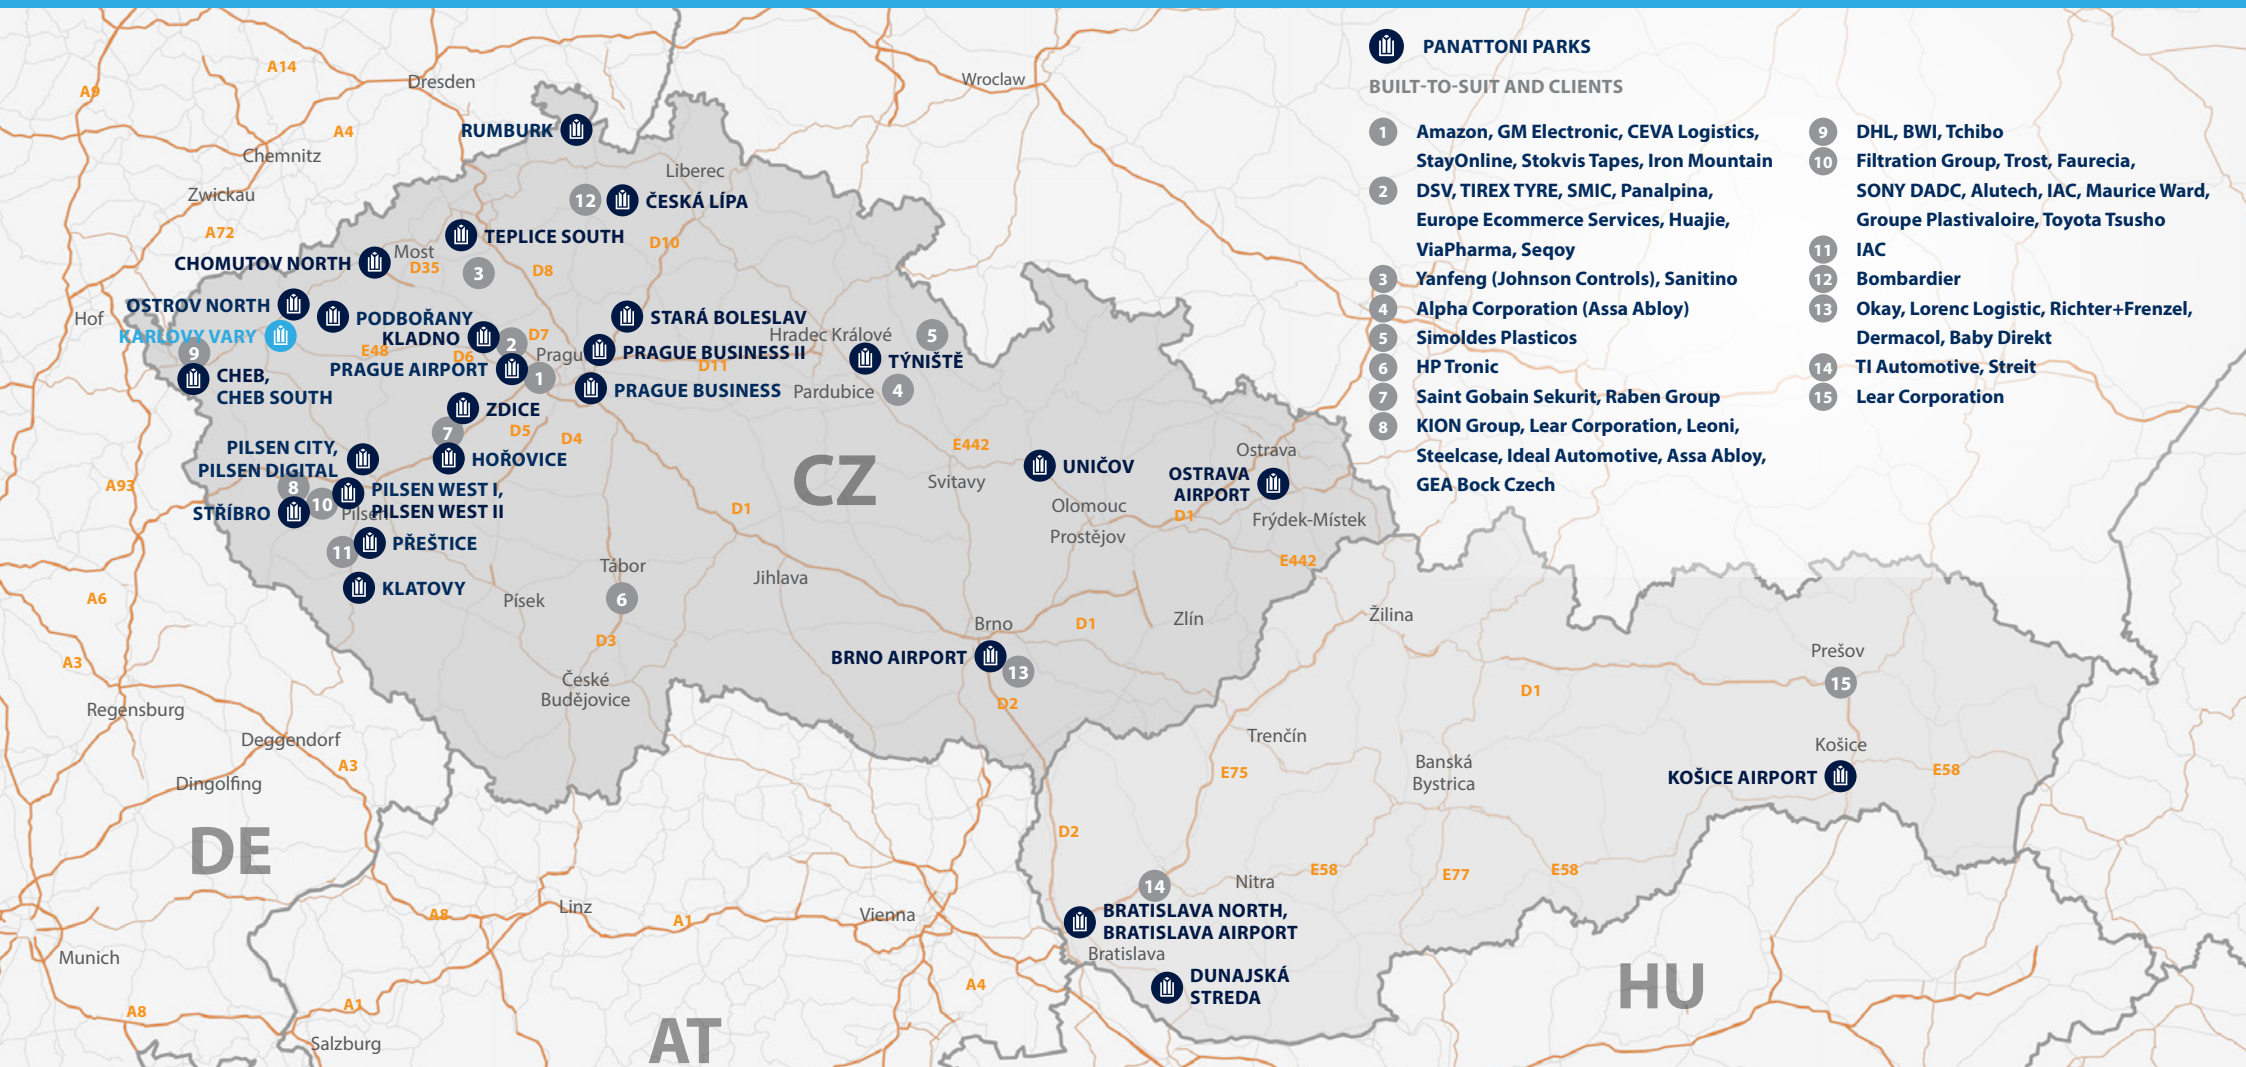 PANATTONI PARKS
BUILT-TO-SUIT AND CLIENTS
1 Amazon, GM Electronic, CEVA Logistics,
StayOnline, Stokvis Tapes, Iron Mountain
2 DSV, TIREX TYRE, SMIC, Panalpina,
Europe Ecommerce Services, Huajie,
ViaPharma, Seqoy
3 Yanfeng (Johnson Controls), Sanitino
4 Alpha Corporation (Assa Abloy)
5 Simoldes Plasticos
6 HP Tronic
7 Saint Gobain Sekurit, Raben Group
8 KION Group, Lear Corporation, Leoni,
Steelcase, Ideal Automotive, Assa Abloy,
GEA Bock Czech
9 DHL, BWI, Tchibo
10 Filtration Group, Trost, Faurecia,
SONY DADC, Alutech, IAC, Maurice Ward,
Groupe Plastivaloire, Toyota Tsusho
11 IAC
12 Bombardier
13 Okay, Lorenc Logistic, Richter+Frenzel,
Dermacol, Baby Direkt
14 TI Automotive, Streit
15 Lear Corporation
A14
Dresden
Wroclaw
A9
A4
RUMBURK
Chemnitz
Liberec
Zwickau
12
ČESKÁ LÍPA
A72
TEPLICE SOUTH
D10
Most
CHOMUTOV NORTH
D35
3
D8
OSTROV NORTH
PODBOŘANY
STARÁ BOLESLAV
Hof
KARLOVY VARY
KLADNO
2
D7
Hradec Králové
5
9
E48
D6
Pragu
PRAGUE BUSINESS II
TÝNIŠTĚ
PRAGUE AIRPORT
1
D11
CHEB,
CHEB SOUTH
PRAGUE BUSINESS
Pardubice
4
ZDICE
7
D5
D4
PILSEN CITY,
PILSEN DIGITAL
HOŘOVICE
E442
Ostrava
CZ
UNIČOV
OSTRAVA
AIRPORT
A93
8
10
PILSEN WEST I,
PILSEN WEST II
Svitavy
STŘÍBRO
Pilsen
D1
Olomouc
D1
Frýdek-Místek
11
PŘEŠTICE
Prostějov
E442
Tábor
Jihlava
KLATOVY
A6
Písek
6
Zlín
Žilina
Brno
D1
D3
A3
BRNO AIRPORT
13
Prešov
15
České
Budějovice
D2
D1
Regensburg
Deggendorf
Trenčín
Košice
A3
Dingolfing
E75
Banská
Bystrica
KOŠICE AIRPORT
E58
DE
D2
14
Nitra
E58
E77
E58
Linz
A8
A1
Vienna
BRATISLAVA NORTH,
BRATISLAVA AIRPORT
Bratislava
Munich
DUNAJSKÁ
STREDA
A4
HU
A1
A8
Salzburg
AT